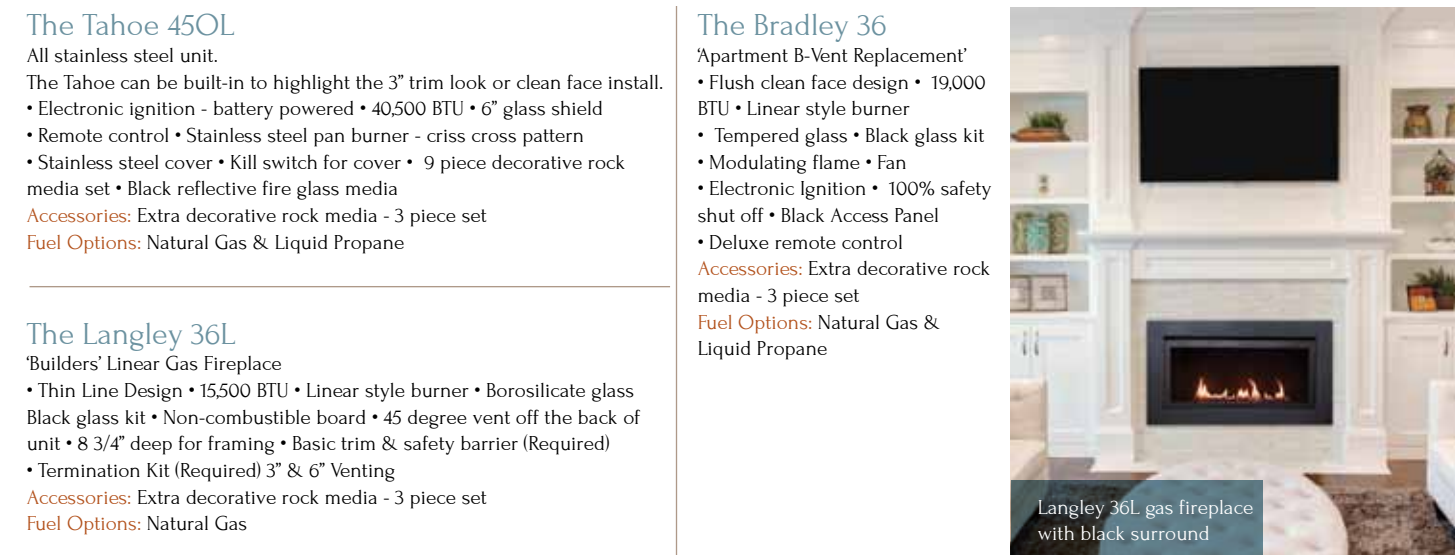 The Tahoe 45OL
All stainless steel unit.
The Tahoe can be built-in to highlight the 3” trim look or clean face install.
• Electronic ignition - battery powered • 40,500 BTU • 6” glass shield
• Remote control • Stainless steel pan burner - criss cross pattern
• Stainless steel cover • Kill switch for cover • 9 piece decorative rock
media set • Black reflective fire glass media
Accessories: Extra decorative rock media - 3 piece set
Fuel Options: Natural Gas & Liquid Propane
The Langley 36L
‘Builders’ Linear Gas Fireplace
• Thin Line Design • 15,500 BTU • Linear style burner • Borosilicate glass
Black glass kit • Non-combustible board • 45 degree vent off the back of
unit • 8 3/4” deep for framing • Basic trim & safety barrier (Required)
• Termination Kit (Required) 3” & 6” Venting
Accessories: Extra decorative rock media - 3 piece set
Fuel Options: Natural Gas
The Bradley 36
‘Apartment B-Vent Replacement’
• Flush clean face design • 19,000
BTU • Linear style burner
• Tempered glass • Black glass kit
• Modulating flame • Fan
• Electronic Ignition • 100% safety
shut off • Black Access Panel
• Deluxe remote control
Accessories: Extra decorative rock
media - 3 piece set
Fuel Options: Natural Gas &
Liquid Propane
Langley 36L gas fireplace
with black surround